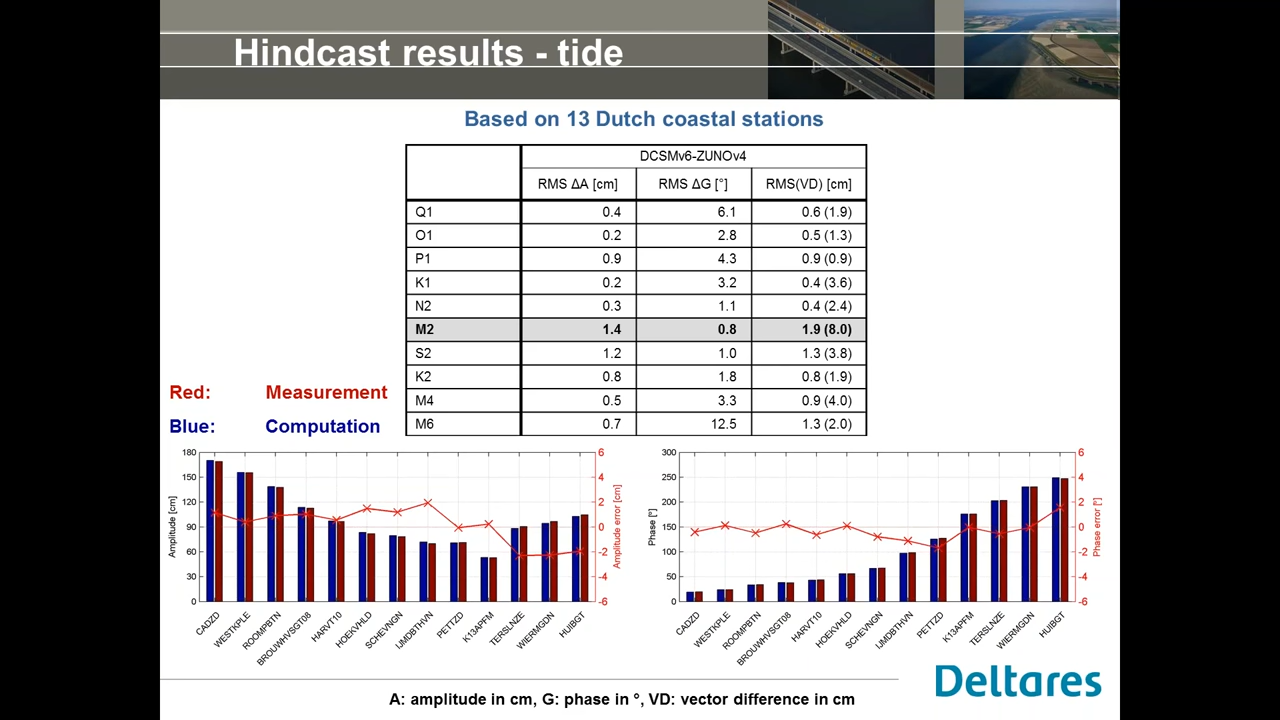 Hindcast results - tide
Based on 13 Dutch coastal stations
DCSMv6-ZUNOv4
RMS ΔA [cm] RMS ΔG [°] RMS(VD) [cm]
Q1 0.4 6.1 0.6 (1.9)
O1 0.2 2.8 0.5 (1.3)
P1 0.9 4.3 0.9 (0.9)
K1 0.2 3.2 0.4 (3.6)
N2 0.3 1.1 0.4 (2.4)
M2 1.4 0.8 1.9 (8.0)
S2 1.2 1.0 1.3 (3.8)
K2 0.8 1.8 0.8 (1.9)
M4 0.5 3.3 0.9 (4.0)
M6 0.7 12.5 1.3 (2.0)
Red: Measurement
Blue: Computation
180
150
120
90
60
30
0
Amplitude [cm]
6
4
2
0
-2
-4
-6
Amplitude error [cm]
CADZD
WESTKPLE
ROOMPBTN
BROUWHVSGT08
HARVT10
HOEKVHLD
SCHEVNGN
IJMDBTHVN
PETTZD
K13APFM
TERSLNZE
WIERMGDN
HUIBGT
300
250
200
150
100
50
0
Phase [°]
6
4
2
0
-2
-4
-6
Phase error [°]
CADZD
WESTKPLE
ROOMPBTN
BROUWHVSGT08
HARVT10
HOEKVHLD
SCHEVNGN
IJMDBTHVN
PETTZD
K13APFM
TERSLNZE
WIERMGDN
HUIBGT
A: amplitude in cm, G: phase in °, VD: vector difference in cm
Deltares